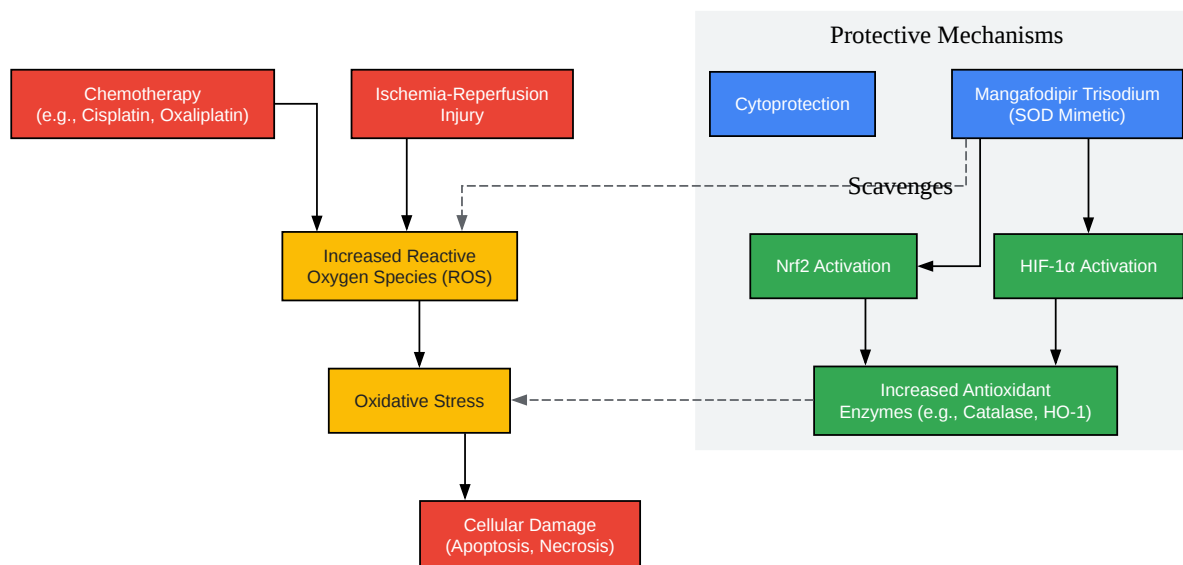 Protective Mechanisms
Chemotherapy
(e.g., Cisplatin, Oxaliplatin)
Ischemia-Reperfusion
Injury
Cytoprotection
Mangafodipir Trisodium
(SOD Mimetic)
Scavenges
Increased Reactive
Oxygen Species (ROS)
Nrf2 Activation
HIF-1α Activation
Oxidative Stress
Increased Antioxidant
Enzymes (e.g., Catalase, HO-1)
Cellular Damage
(Apoptosis, Necrosis)